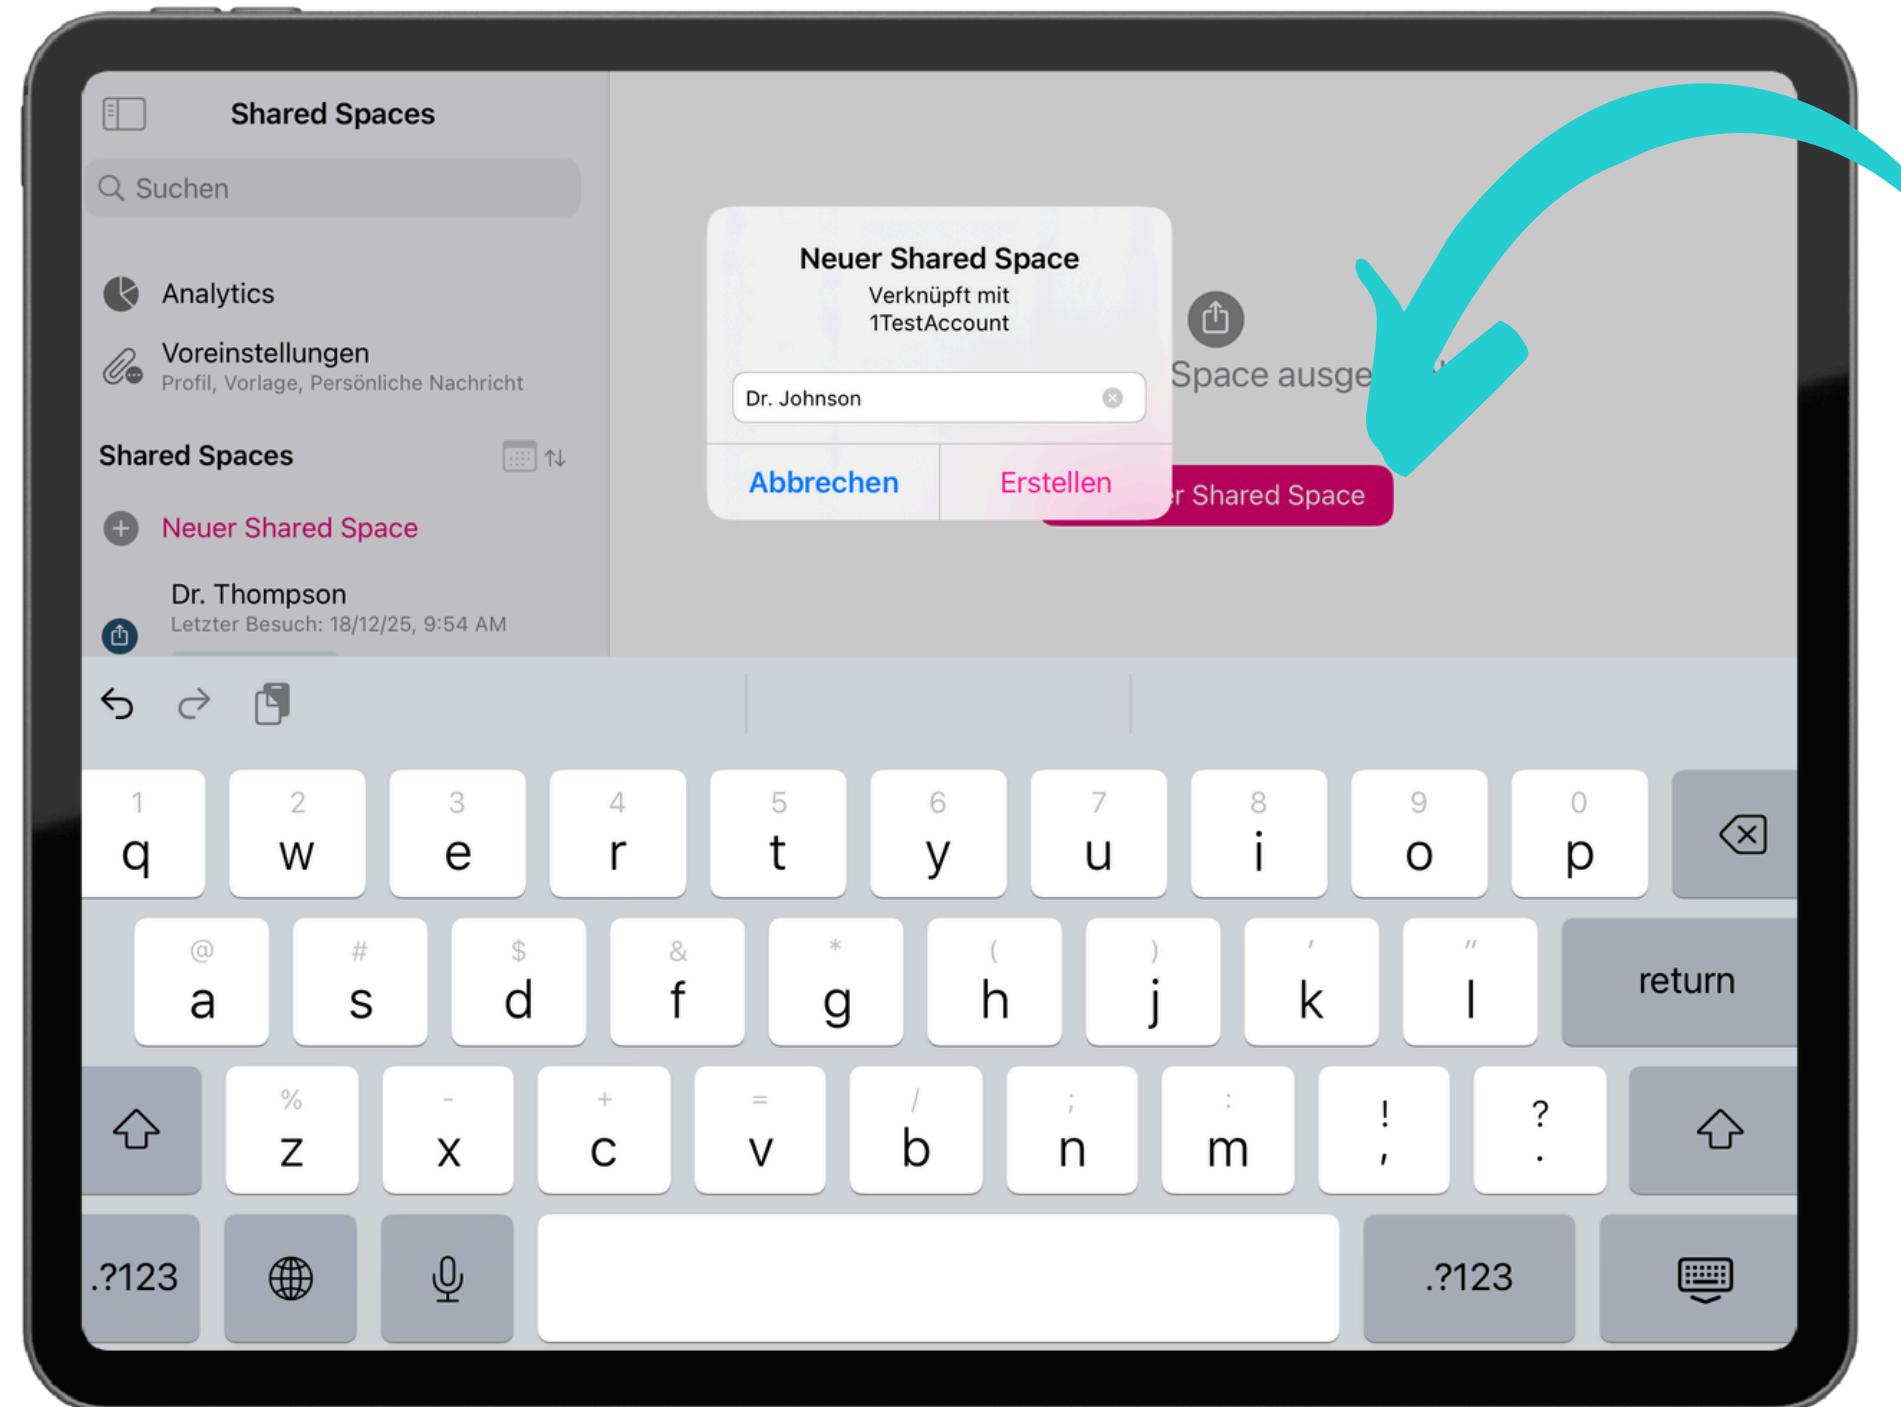 Shared Spaces
Suchen
Analytics
Voreinstellungen
Profil, Vorlage, Persönliche Nachricht
Shared Spaces
Neuer Shared Space
Dr. Thompson
Letzter Besuch: 18/12/25, 9:54 AM
Neuer Shared Space
Verknüpft mit
1TestAccount
Dr. Johnson
Abbrechen Erstellen
Space
Shared Space
1 2 3 4 5 6 7 8 9 0
q w e r t y u i o p
@ # $ & * ( ) ' "
a s d f g h j k l return
% - + = / ; : ! ?
z x c v b n m , .
.?123 .?123